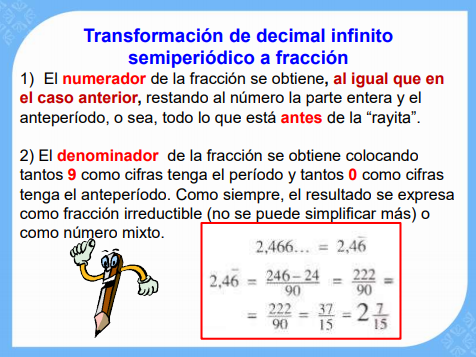 Transformación de decimal infinito
semiperiódico a fracción
1) El numerador de la fracción se obtiene, al igual que en
el caso anterior, restando al número la parte entera y el
anteperíodo, o sea, todo lo que está antes de la “rayita”.
2) El denominador de la fracción se obtiene colocando
tantos 9 como cifras tenga el período y tantos 0 como cifras
tenga el anteperíodo. Como siempre, el resultado se expresa
como fracción irreductible (no se puede simplificar más) o
como número mixto.
2,466... = 2,46̅
2,46̅ = 246 – 24 / 90 = 222 / 90 =
= 222 / 90 = 37 / 15 = 2 7 / 15